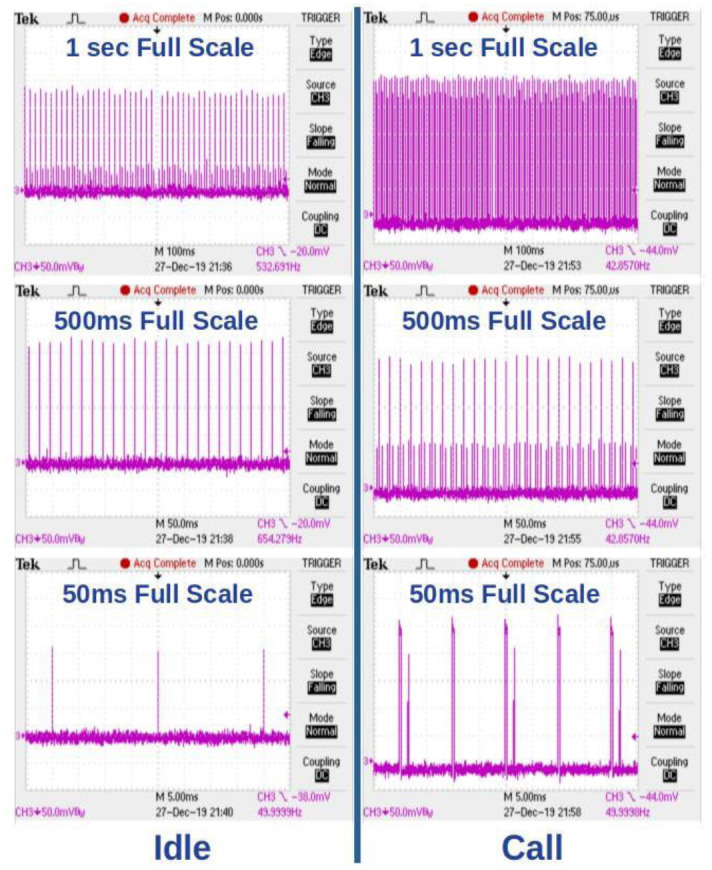 Tek Acq Complete M Pos: 0.000s TRIGGER
1 sec Full Scale
Type
Edge
Source
CH3
Slope
Falling
Mode
Normal
Coupling
DC
3
M 100ms CH3 -20.0mV
CH3 50.0mV 27-Dec-19 21:36 532.691Hz
Tek Acq Complete M Pos: 75.00us TRIGGER
1 sec Full Scale
Type
Edge
Source
CH3
Slope
Falling
Mode
Normal
Coupling
DC
3
M 100ms CH3 -44.0mV
CH3 50.0mV 27-Dec-19 21:53 42.8570Hz
Tek Acq Complete M Pos: 0.000s TRIGGER
500ms Full Scale
Type
Edge
Source
CH3
Slope
Falling
Mode
Normal
Coupling
DC
3
M 50.0ms CH3 -20.0mV
CH3 50.0mV 27-Dec-19 21:38 654.279Hz
Tek Acq Complete M Pos: 75.00us TRIGGER
500ms Full Scale
Type
Edge
Source
CH3
Slope
Falling
Mode
Normal
Coupling
DC
3
M 50.0ms CH3 -44.0mV
CH3 50.0mV 27-Dec-19 21:55 42.8570Hz
Tek Acq Complete M Pos: 0.000s TRIGGER
50ms Full Scale
Type
Edge
Source
CH3
Slope
Falling
Mode
Normal
Coupling
DC
3
M 5.00ms CH3 -38.0mV
CH3 50.0mV 27-Dec-19 21:40 49.9999Hz
Tek Acq Complete M Pos: 75.00us TRIGGER
50ms Full Scale
Type
Edge
Source
CH3
Slope
Falling
Mode
Normal
Coupling
DC
3
M 5.00ms CH3 -44.0mV
CH3 50.0mV 27-Dec-19 21:58 49.9998Hz
Idle
Call